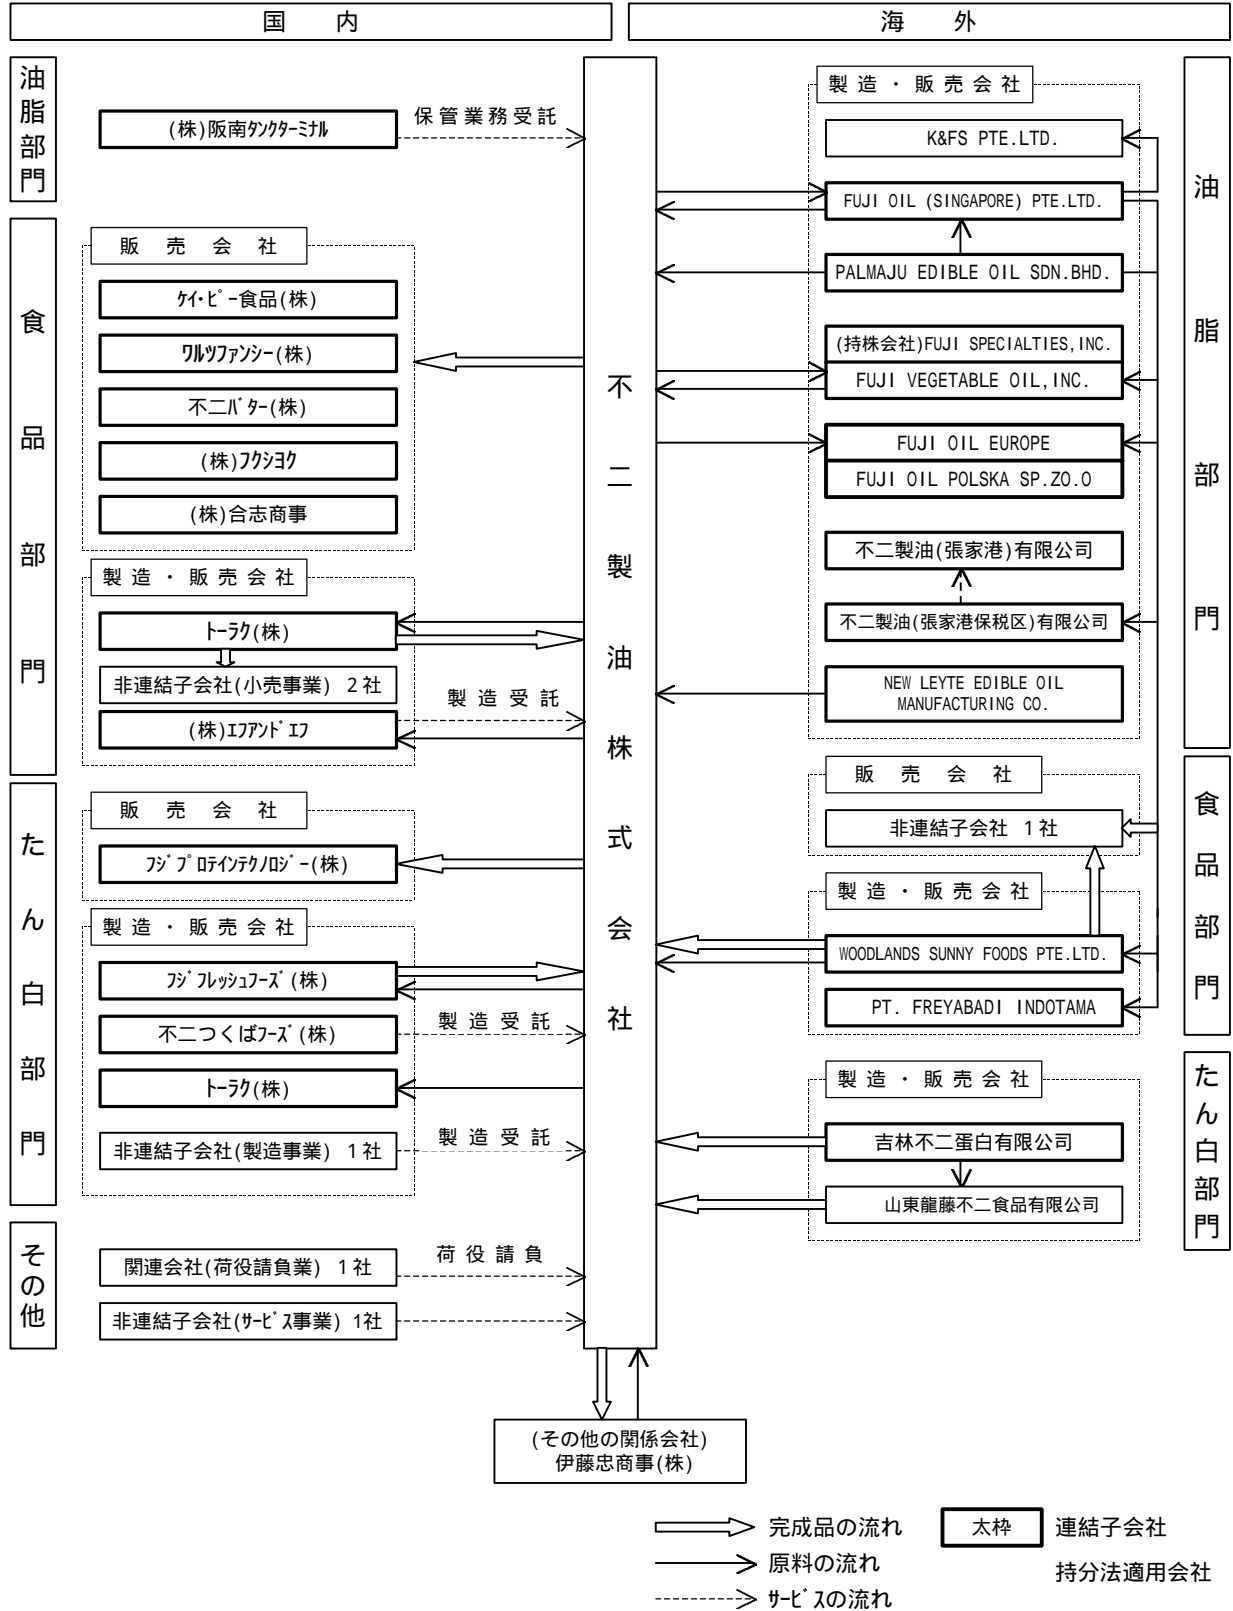 国内
海外
油脂部門
(株)阪南ﾀﾝｸﾀｰﾐﾅﾙ
保管業務受託
食品部門
販売会社
ｹｲ･ﾋﾟｰ食品(株)
ﾜﾙﾂﾌｧﾝｼｰ(株)
不二ﾊﾞﾀｰ(株)
(株)ﾌｸｼﾖｸ
(株)合志商事
製造・販売会社
ﾄｰﾗｸ(株)
非連結子会社(小売事業) 2社
(株)ｴﾌｱﾝﾄﾞｴﾌ
製造受託
たん白部門
販売会社
ﾌｼﾞﾌﾟﾛﾃｲﾝﾃｸﾉﾛｼﾞｰ(株)
製造・販売会社
ﾌｼﾞﾌﾚｯｼｭﾌｰｽﾞ(株)
不二つくばﾌｰｽﾞ(株)
製造受託
ﾄｰﾗｸ(株)
非連結子会社(製造事業) 1社
製造受託
その他
関連会社(荷役請負業) 1社
荷役請負
非連結子会社(ｻｰﾋﾞｽ事業) 1社
不二製油株式会社
製造・販売会社
K&FS PTE.LTD.
FUJI OIL (SINGAPORE) PTE.LTD.
PALMAJU EDIBLE OIL SDN.BHD.
(持株会社)FUJI SPECIALTIES,INC.
FUJI VEGETABLE OIL,INC.
FUJI OIL EUROPE
FUJI OIL POLSKA SP.ZO.O
不二製油(張家港)有限公司
不二製油(張家港保税区)有限公司
NEW LEYTE EDIBLE OIL
MANUFACTURING CO.
油脂部門
販売会社
非連結子会社 1社
製造・販売会社
WOODLANDS SUNNY FOODS PTE.LTD.
PT. FREYABADI INDOTAMA
食品部門
製造・販売会社
吉林不二蛋白有限公司
山東龍藤不二食品有限公司
たん白部門
(その他の関係会社)
伊藤忠商事(株)
完成品の流れ
原料の流れ
ｻｰﾋﾞｽの流れ
太枠
連結子会社
持分法適用会社